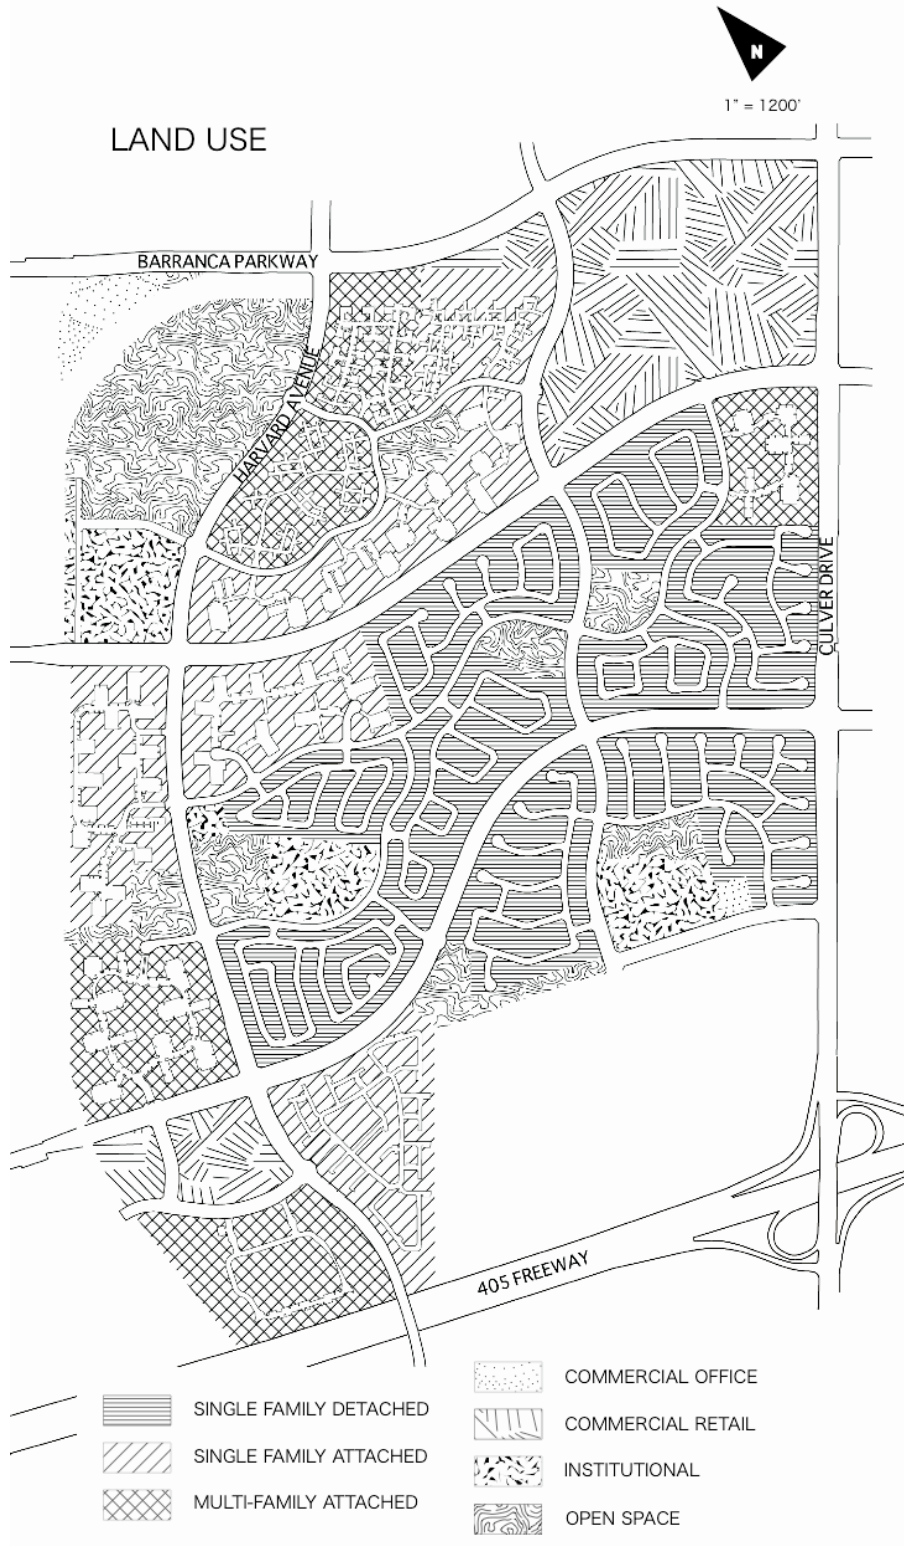 N
1" = 1200'
LAND USE
BARRANCA PARKWAY
HARVARD AVENUE
CULVER DRIVE
405 FREEWAY
SINGLE FAMILY DETACHED
SINGLE FAMILY ATTACHED
MULTI-FAMILY ATTACHED
COMMERCIAL OFFICE
COMMERCIAL RETAIL
INSTITUTIONAL
OPEN SPACE